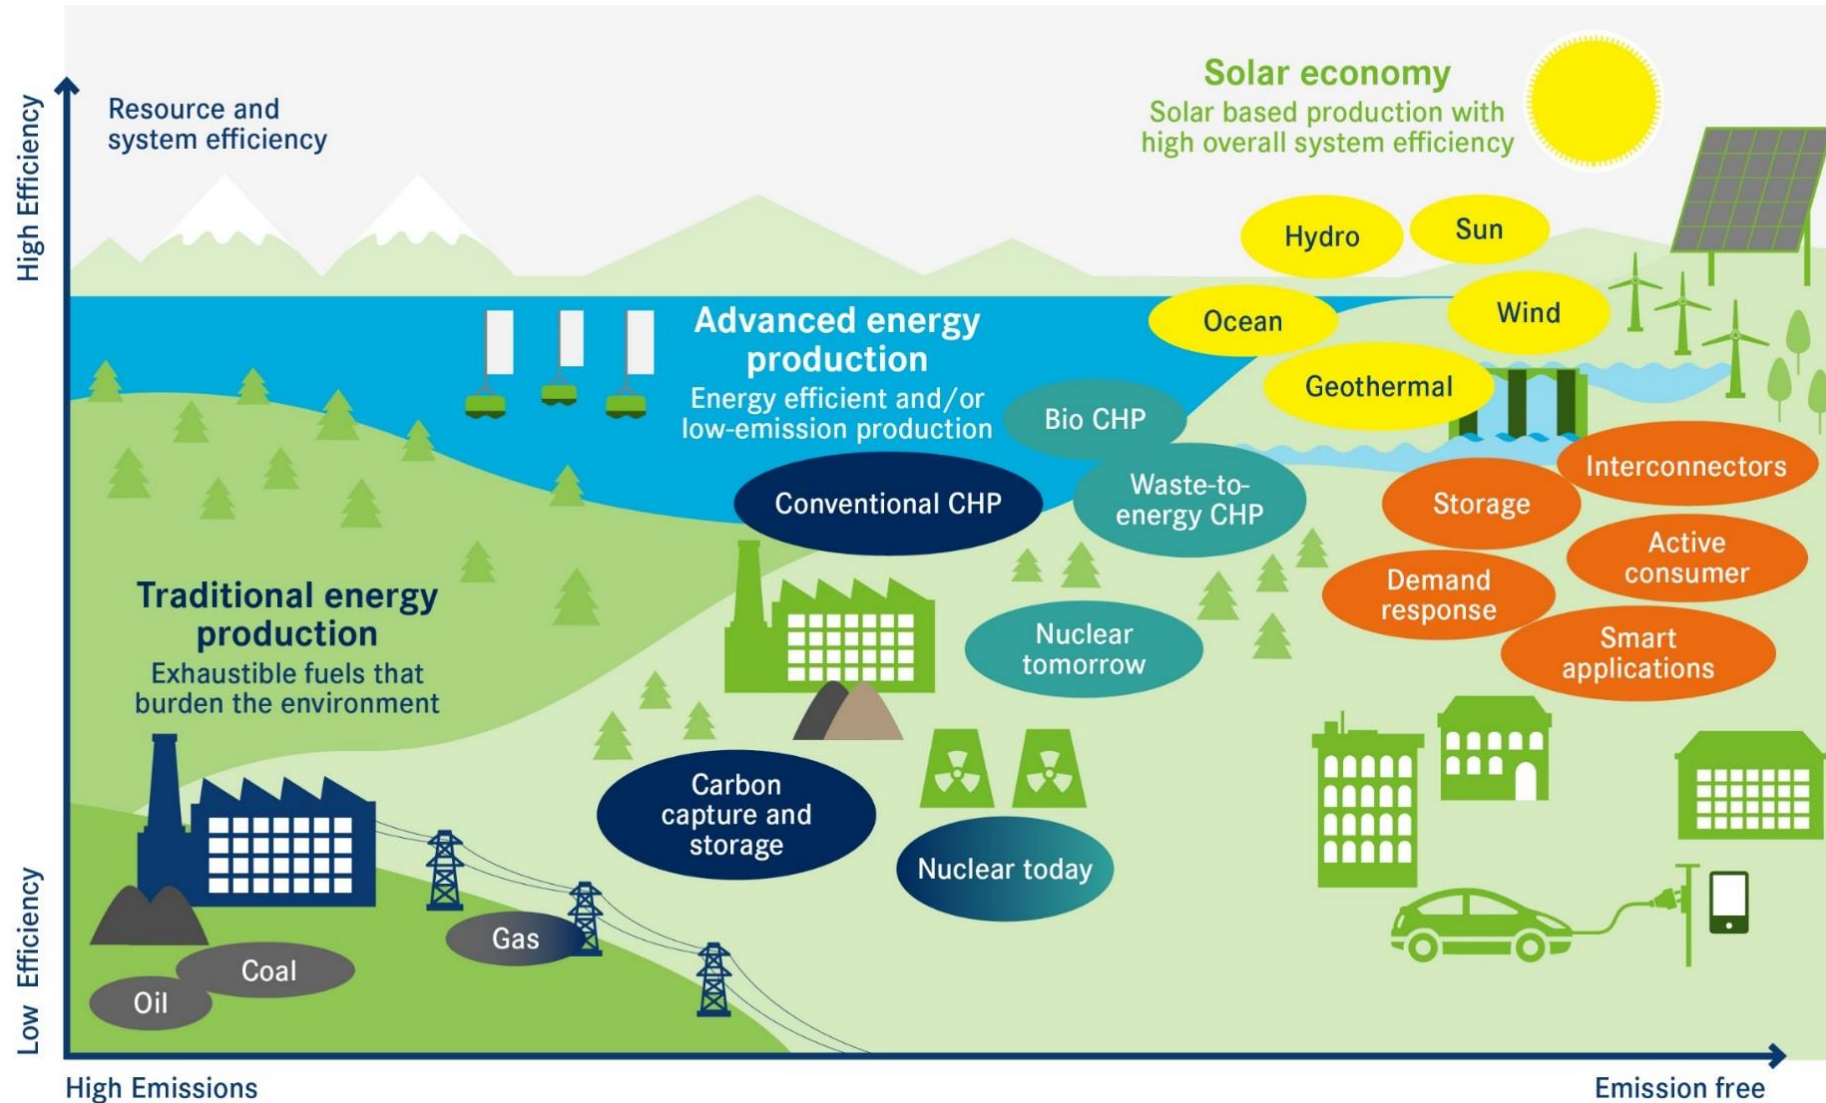 High Efficiency
Resource and
system efficiency
Solar economy
Solar based production with
high overall system efficiency
Hydro
Sun
Ocean
Wind
Geothermal
Advanced energy
production
Energy efficient and/or
low-emission production
Bio CHP
Conventional CHP
Waste-to-
energy CHP
Interconnectors
Storage
Active
consumer
Demand
response
Smart
applications
Traditional energy
production
Exhaustible fuels that
burden the environment
Nuclear
tomorrow
Carbon
capture and
storage
Nuclear today
Gas
Coal
Oil
Low Efficiency
High Emissions
Emission free